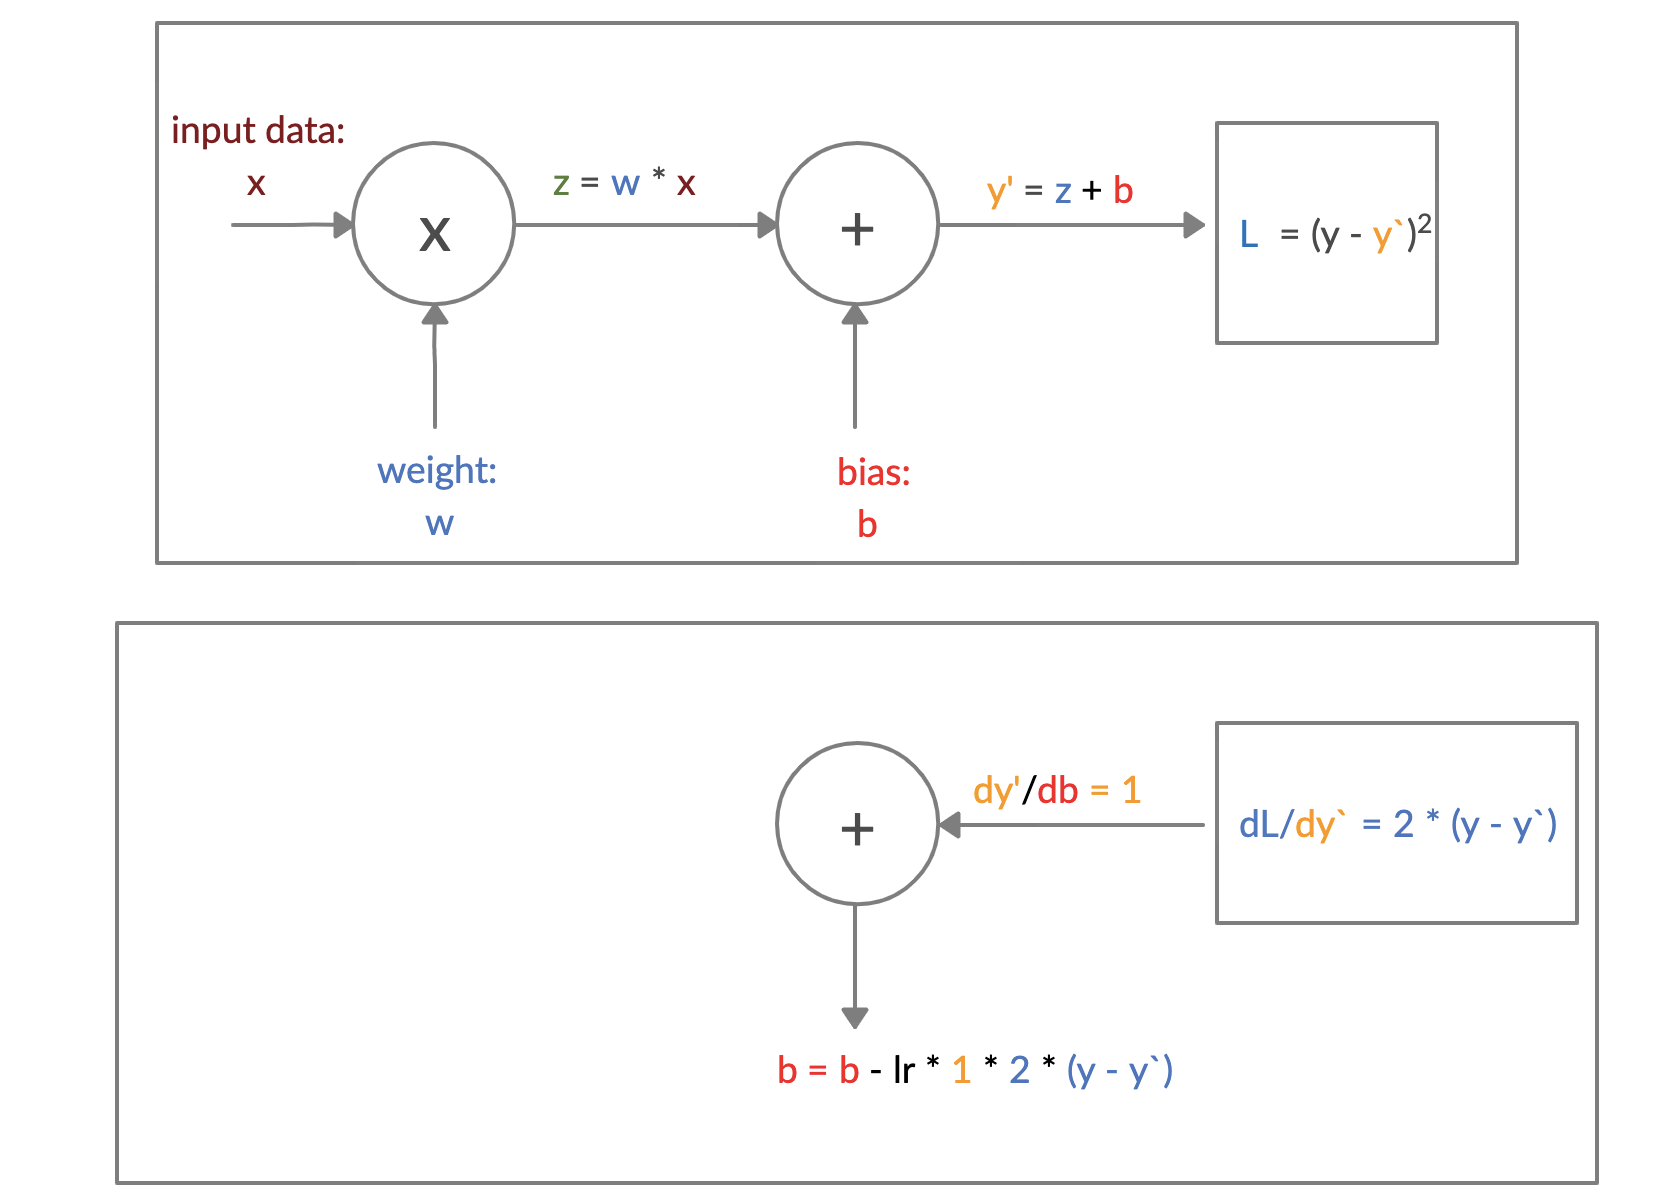 input data:
x
x
z = w * x
+
y' = z + b
L = (y - y`)²
weight:
w
bias:
b
dy'/db = 1
+
dL/dy` = 2 * (y - y`)
b = b - lr * 1 * 2 * (y - y`)